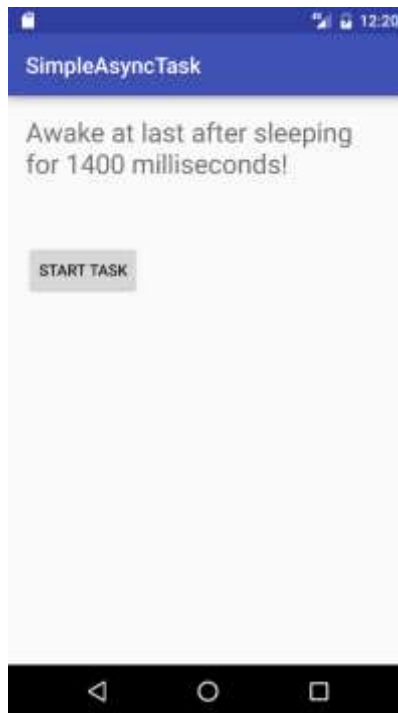 12:20
SimpleAsyncTask
Awake at last after sleeping
for 1400 milliseconds!
START TASK